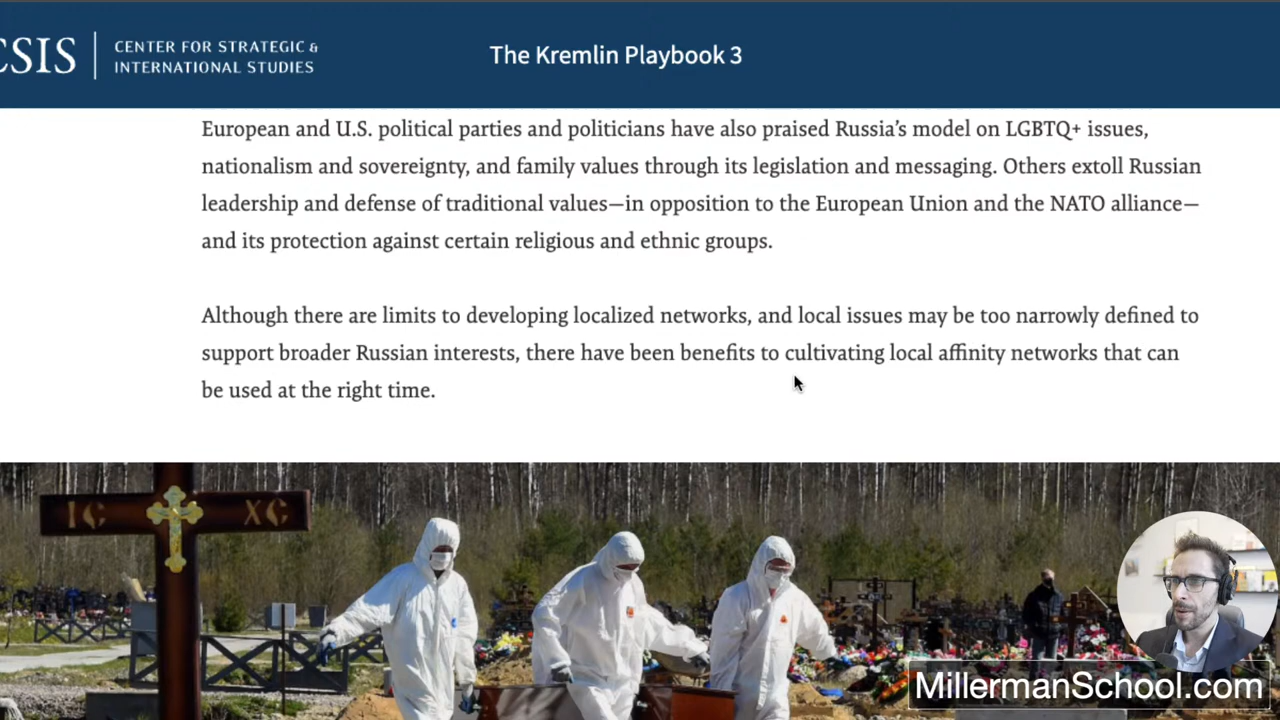 CSIS
CENTER FOR STRATEGIC &
INTERNATIONAL STUDIES
The Kremlin Playbook 3
European and U.S. political parties and politicians have also praised Russia’s model on LGBTQ+ issues,
nationalism and sovereignty, and family values through its legislation and messaging. Others extoll Russian
leadership and defense of traditional values—in opposition to the European Union and the NATO alliance—
and its protection against certain religious and ethnic groups.
Although there are limits to developing localized networks, and local issues may be too narrowly defined to
support broader Russian interests, there have been benefits to cultivating local affinity networks that can
be used at the right time.
IC XC
MillermanSchool.com